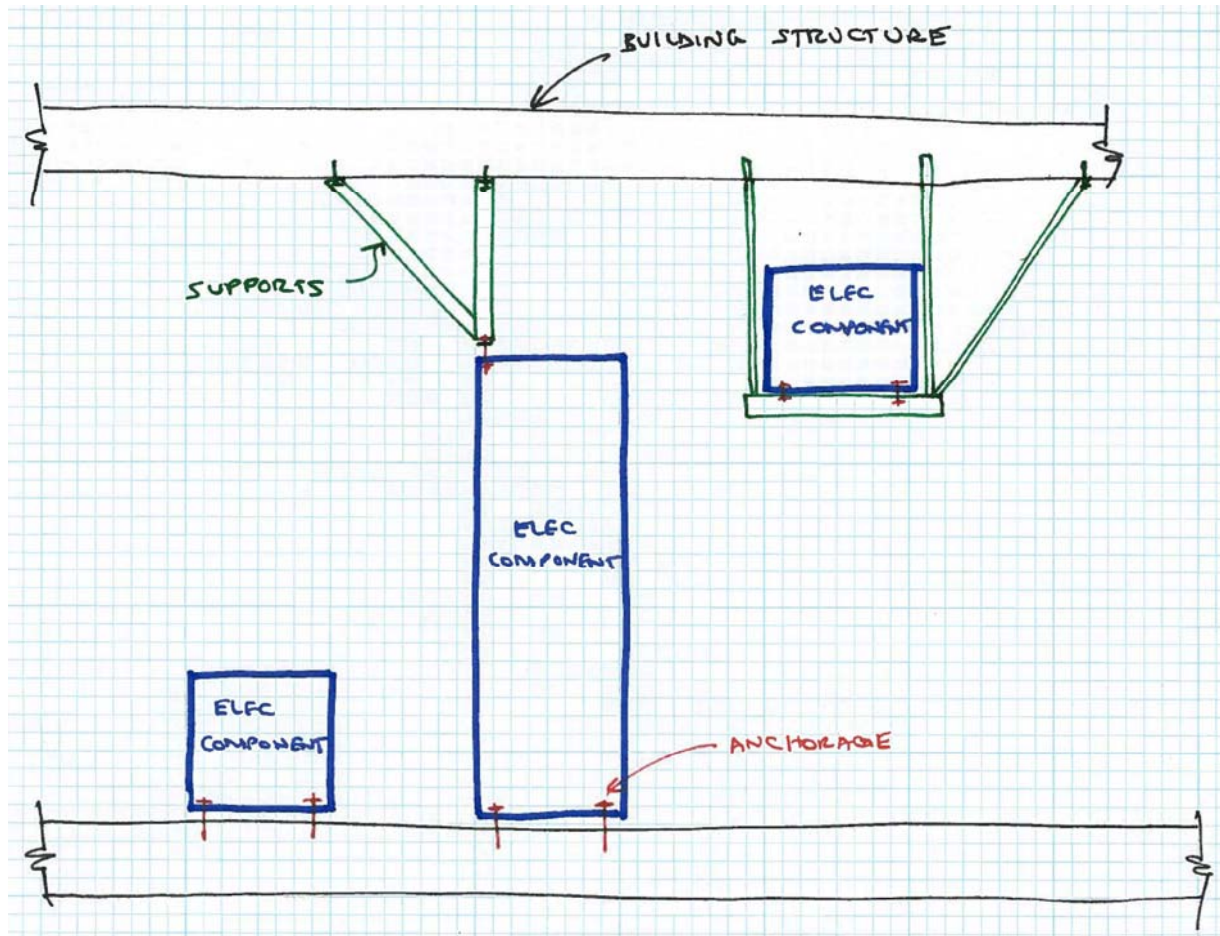 BUILDING STRUCTURE
SUPPORTS
ELEC
COMPONENT
ELEC
COMPONENT
ELEC
COMPONENT
ANCHORAGE